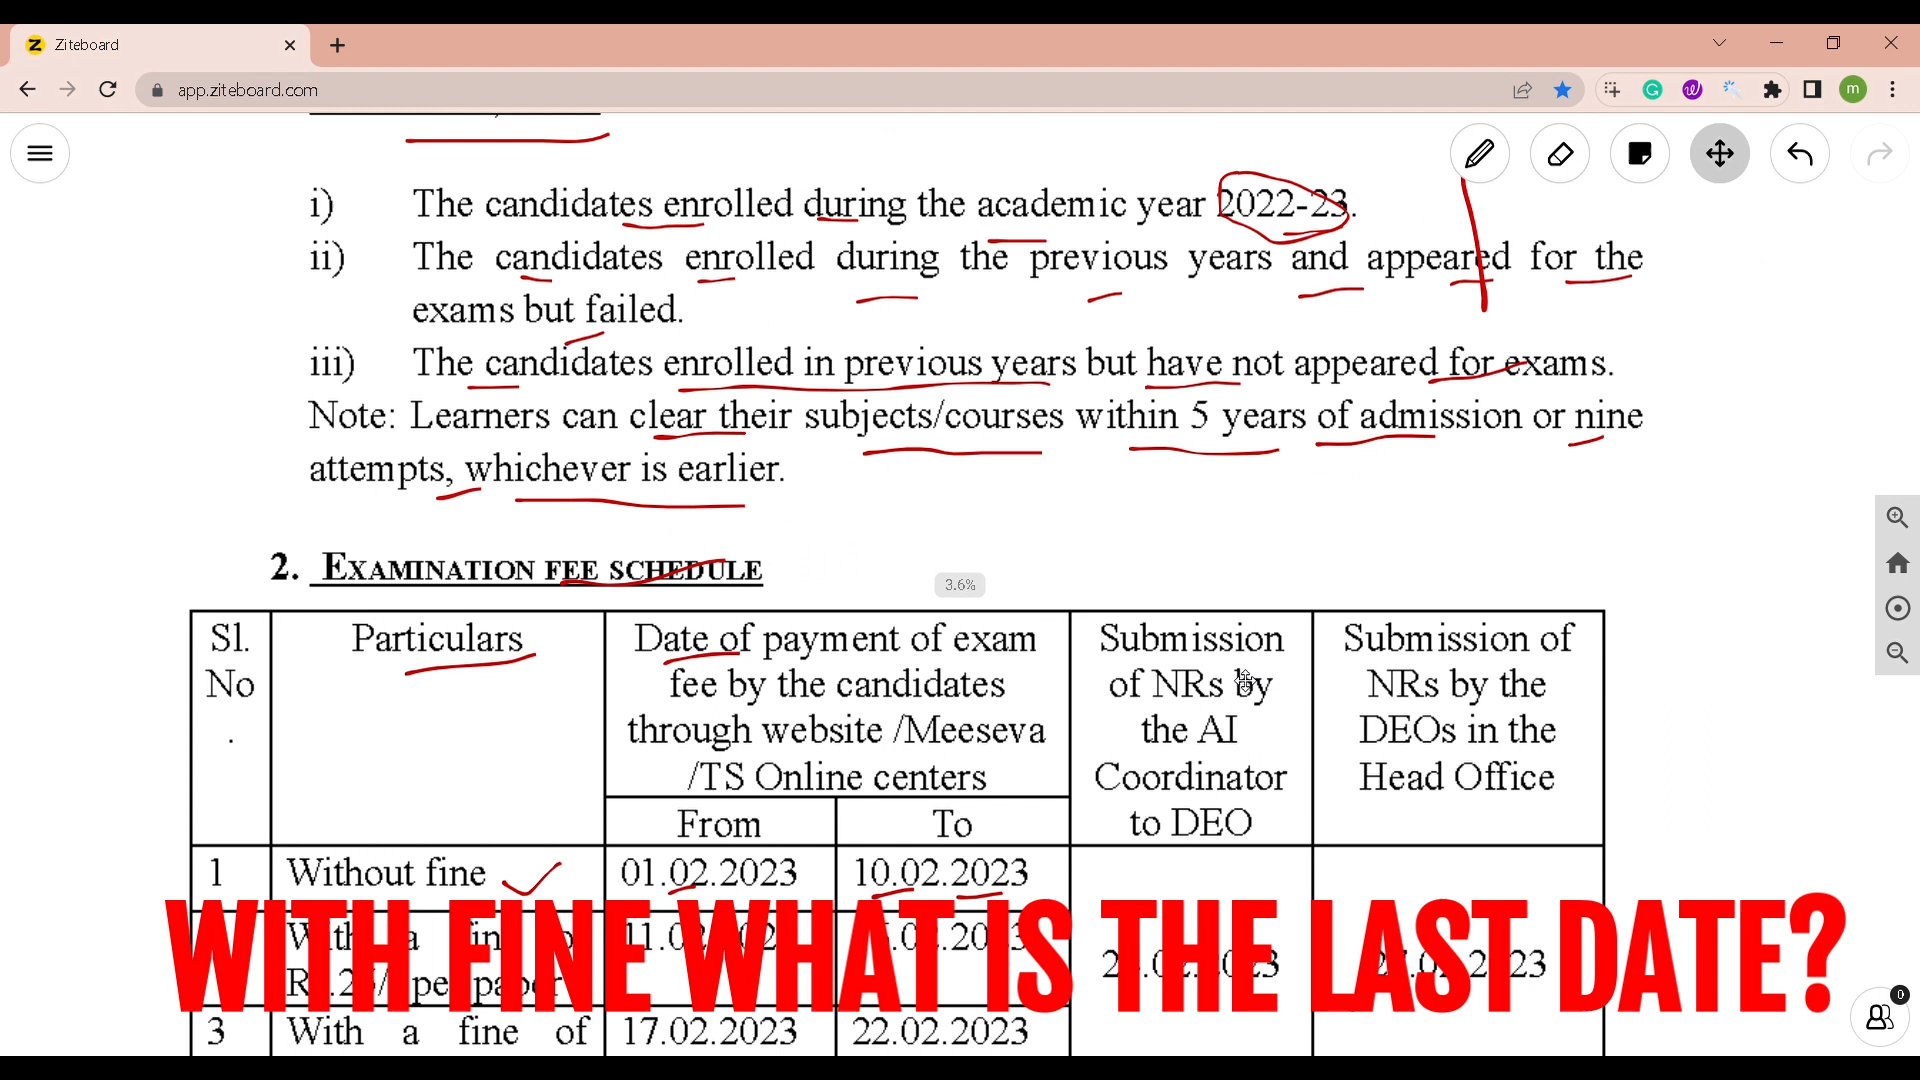 Ziteboard
app.ziteboard.com
m
i) The candidates enrolled during the academic year 2022-23.
ii) The candidates enrolled during the previous years and appeared for the
exams but failed.
iii) The candidates enrolled in previous years but have not appeared for exams.
Note: Learners can clear their subjects/courses within 5 years of admission or nine
attempts, whichever is earlier.
2. EXAMINATION FEE SCHEDULE
3.6%
Sl.
No
.
Particulars
Date of payment of exam
fee by the candidates
through website /Meeseva
/TS Online centers
From To
Submission
of NRs by
the AI
Coordinator
to DEO
Submission of
NRs by the
DEOs in the
Head Office
1 Without fine 01.02.2023 10.02.2023
With a
per paper
WITH FINE WHAT IS THE LAST DATE?
3 With a fine of 17.02.2023 22.02.2023
0